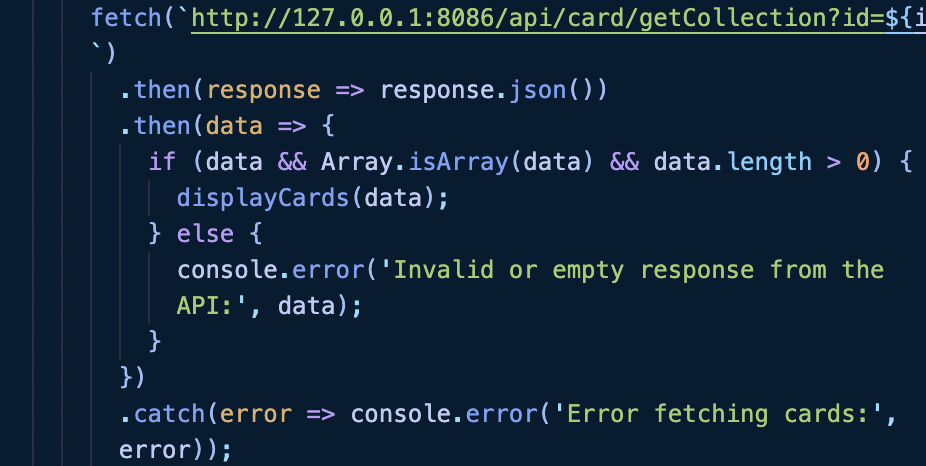 fetch(`http://127.0.0.1:8086/api/card/getCollection?id=${i
`)
.then(response => response.json())
.then(data => {
if (data && Array.isArray(data) && data.length > 0) {
displayCards(data);
} else {
console.error('Invalid or empty response from the
API:', data);
}
})
.catch(error => console.error('Error fetching cards:',
error));